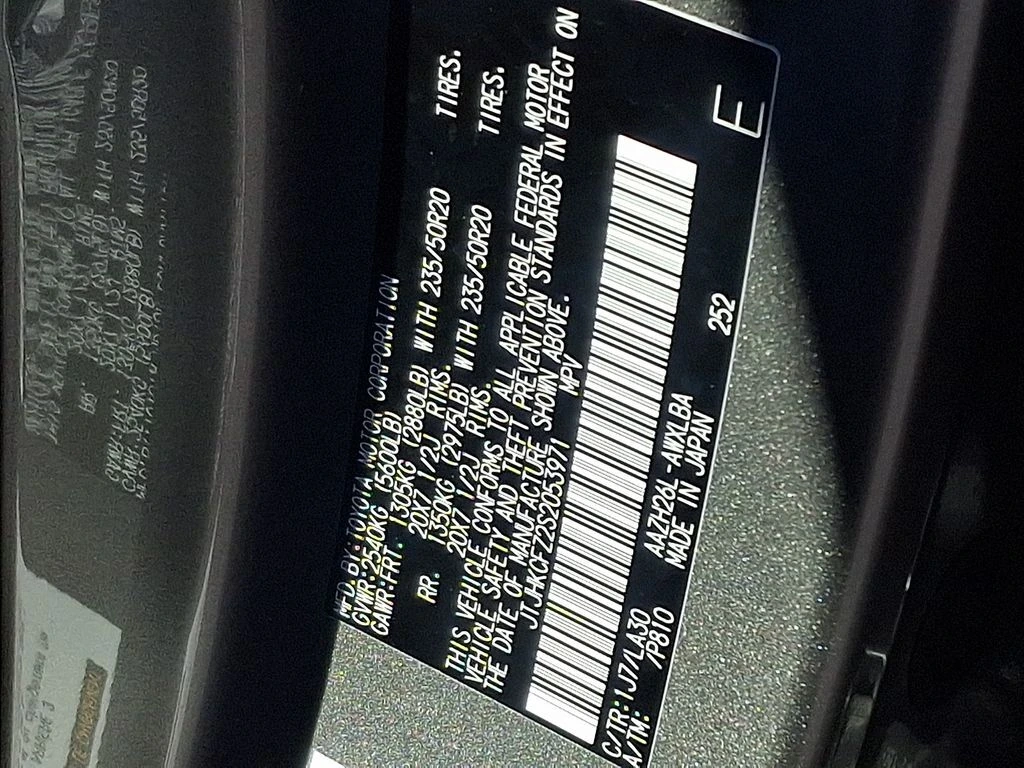 MFD. BY: TOYOTA MOTOR CORPORATION
GVWR: 2540KG (5600LB)
GAWR: FRT. 1305KG (2880LB) WITH 235/50R20 TIRES.
20X7 1/2J RIMS.
RR. 1350KG (2975LB) WITH 235/50R20 TIRES.
20X7 1/2J RIMS.
THIS VEHICLE CONFORMS TO ALL APPLICABLE FEDERAL MOTOR
VEHICLE SAFETY AND THEFT PREVENTION STANDARDS IN EFFECT ON
THE DATE OF MANUFACTURE SHOWN ABOVE.
JTJHKCFZ2S2053971 MPV
C/TR: 1J7/LA30 AAZH26L-AWXLBA 252 E
A/TM: /P810 MADE IN JAPAN